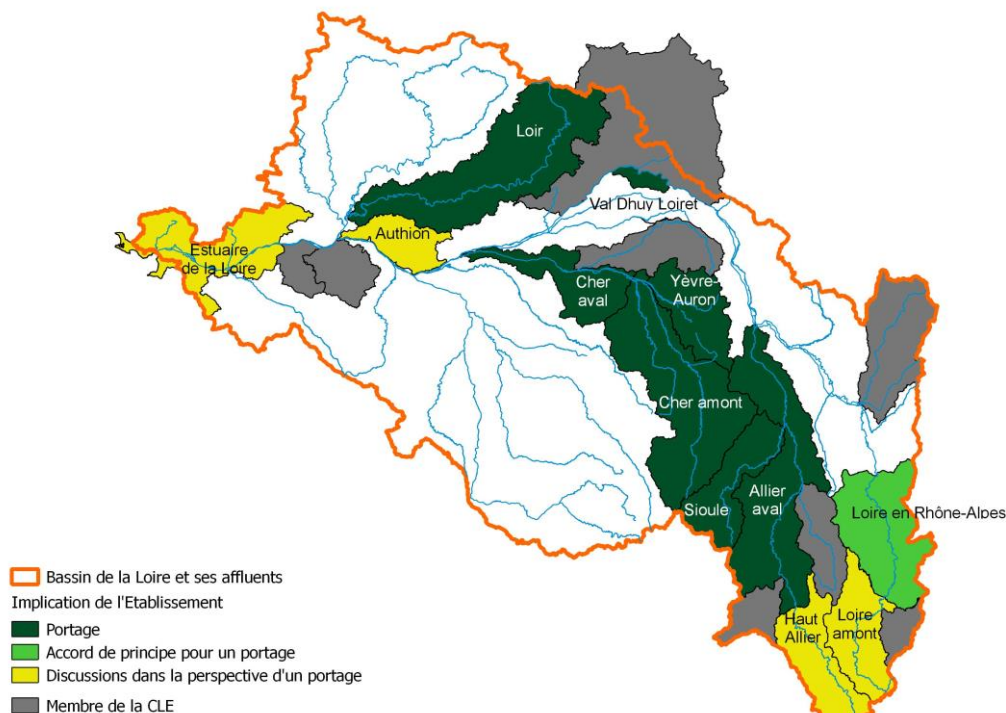 Loir
Val Dhuy Loiret
Authion
Estuaire
de la Loire
Cher
aval
Yèvre-
Auron
Cher amont
Allier
aval
Sioule
Loire en Rhône-Alpes
Haut
Allier
Loire
amont
Bassin de la Loire et ses affluents
Implication de l'Etablissement
Portage
Accord de principe pour un portage
Discussions dans la perspective d'un portage
Membre de la CLE